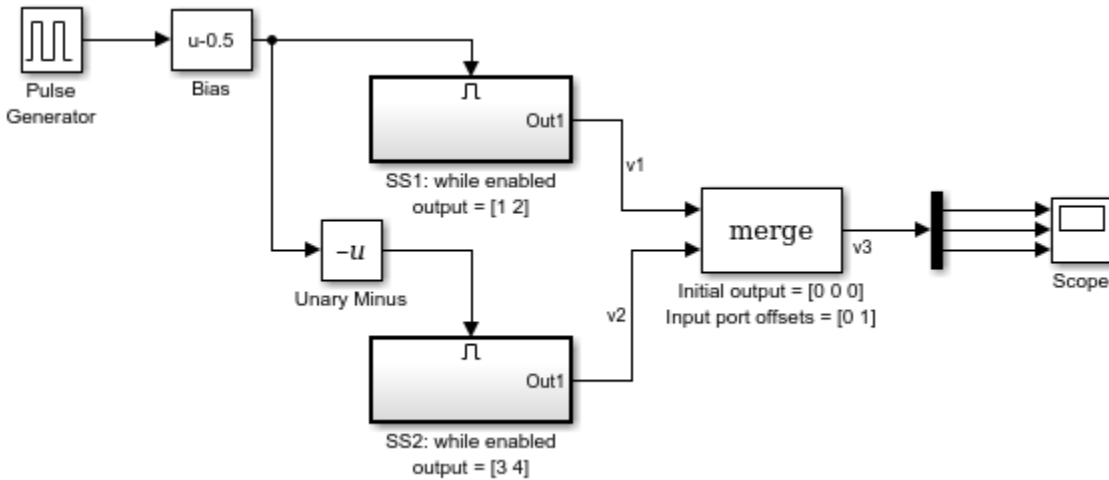 u-0.5
Pulse
Generator
Bias
Out1
v1
SS1: while enabled
output = [1 2]
merge
v3
Scope
-u
Unary Minus
Initial output = [0 0 0]
Input port offsets = [0 1]
v2
Out1
SS2: while enabled
output = [3 4]